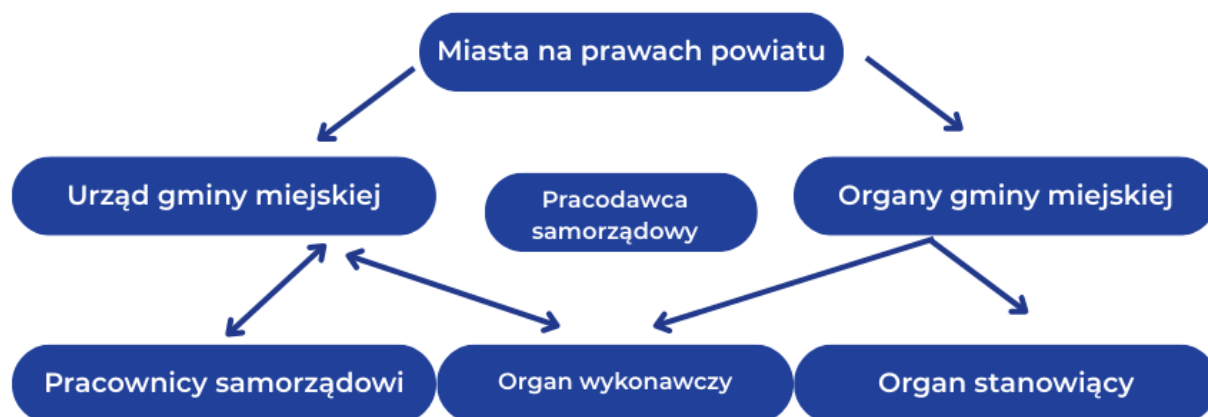 Miasta na prawach powiatu
Urząd gminy miejskiej
Pracodawca
samorządowy
Organy gminy miejskiej
Pracownicy samorządowi
Organ wykonawczy
Organ stanowiący